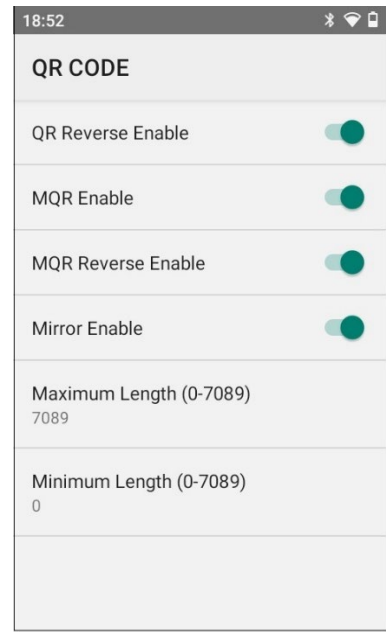 18:52
QR CODE
QR Reverse Enable
MQR Enable
MQR Reverse Enable
Mirror Enable
Maximum Length (0-7089)
7089
Minimum Length (0-7089)
0